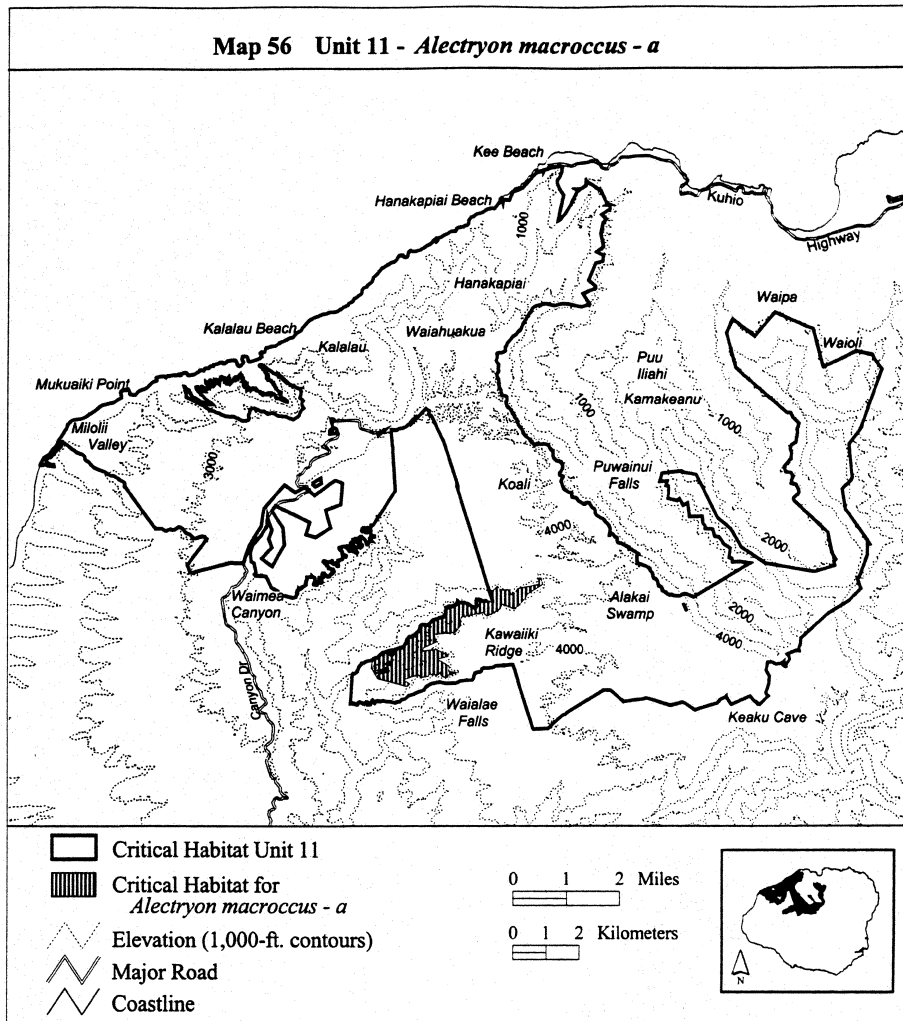 Map 56 Unit 11 - Alectryon macroccus - a
Kee Beach
Hanakapiai Beach
Kuhio
Highway
1000
Hanakapiai
Waipa
Kalalau Beach
Waiahuakua
Kalalau
Waioli
Puu
Iliahi
Mukuaiki Point
Kamakeanu
1000
1000
Milolii
Valley
3000
Puwainui
Falls
Koali
4000
2000
Waimea
Canyon
Alakai
Swamp
2000
4000
Kawaiiki
Ridge
4000
Canyon Dr
Waialae
Falls
Keaku Cave
Critical Habitat Unit 11
Critical Habitat for
Alectryon macroccus - a
Elevation (1,000-ft. contours)
Major Road
Coastline
0 1 2 Miles
0 1 2 Kilometers
N